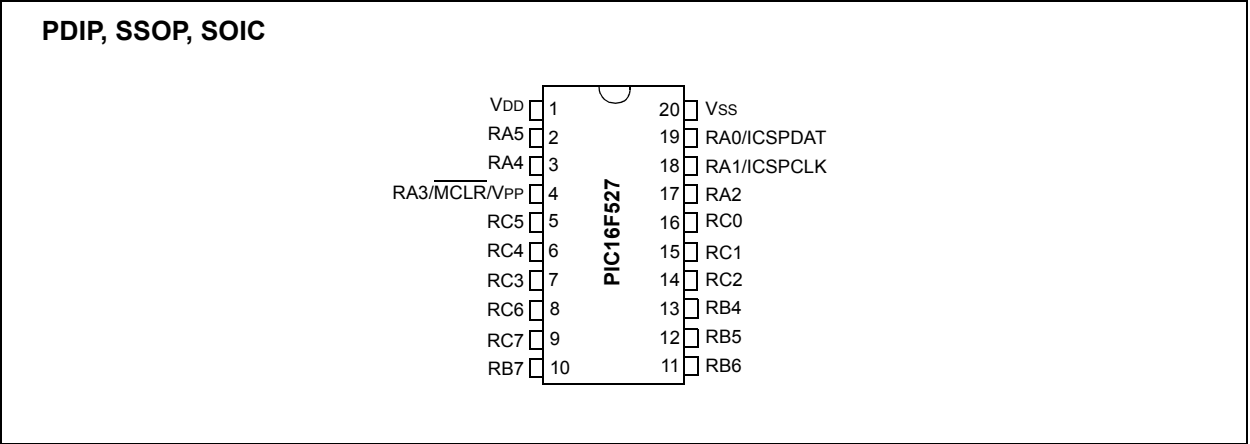 PDIP, SSOP, SOIC
VDD 1 20 VSS
RA5 2 19 RA0/ICSPDAT
RA4 3 18 RA1/ICSPCLK
RA3/MCLR/VPP 4 17 RA2
RC5 5 16 RC0
RC4 6 15 RC1
RC3 7 14 RC2
RC6 8 13 RB4
RC7 9 12 RB5
RB7 10 11 RB6
PIC16F527